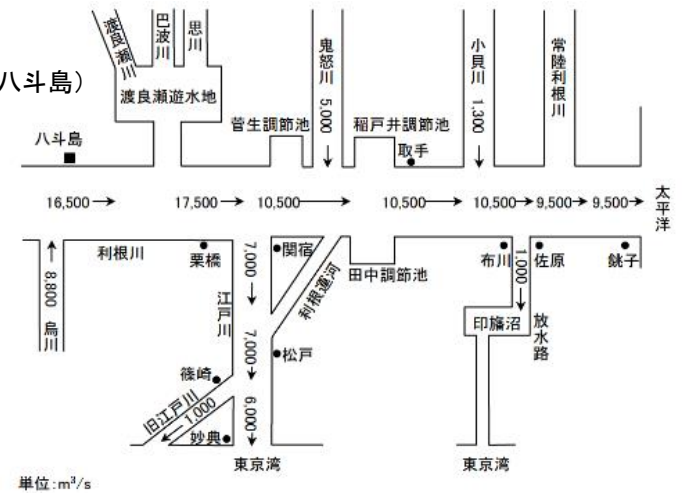 八斗島)
渡良瀬川
巴波川
思川
渡良瀬遊水地
鬼怒川 5,000
小貝川 1,300
常陸利根川
菅生調節池
稲戸井調節池
取手
八斗島
16,500→
17,500→
10,500→
10,500→
10,500→
9,500→
9,500→
太平洋
8,800 烏川
利根川
栗橋
7,000→
関宿
利根運河
田中調節池
布川
1,000→
佐原
銚子
江戸川
印旛沼
放水路
7,000→
松戸
篠崎
旧江戸川
←1,000
6,000→
妙典
東京湾
東京湾
単位:m³/s